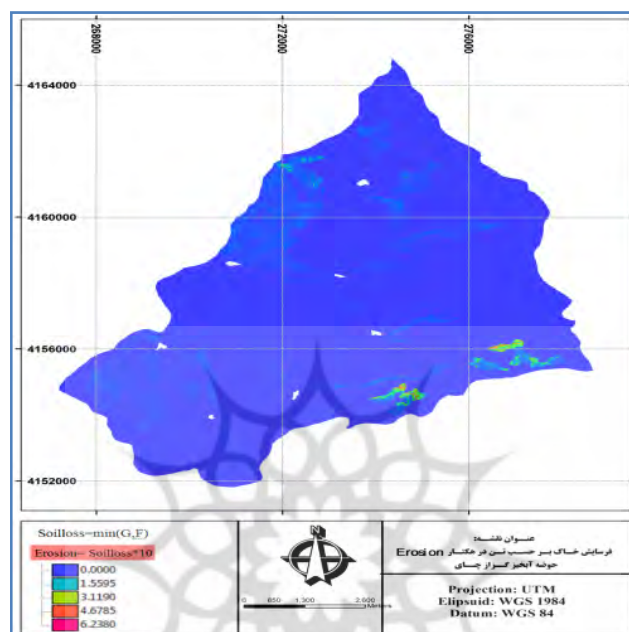 268000
272000
276000
4164000
4160000
4156000
4152000
Soilloss=mm(G,F)
Erosion= Soilloss*10
0.0000
1.5595
3.1190
4.6785
6.2380
N
0 650 1,300 2,600
Meters
عنوان نقشه:
فرسایش خاک بر حسب تن در هکتار Erosion
حوضه آبخیز گراز چای
Projection: UTM
Elipsuid: WGS 1984
Datum: WGS 84